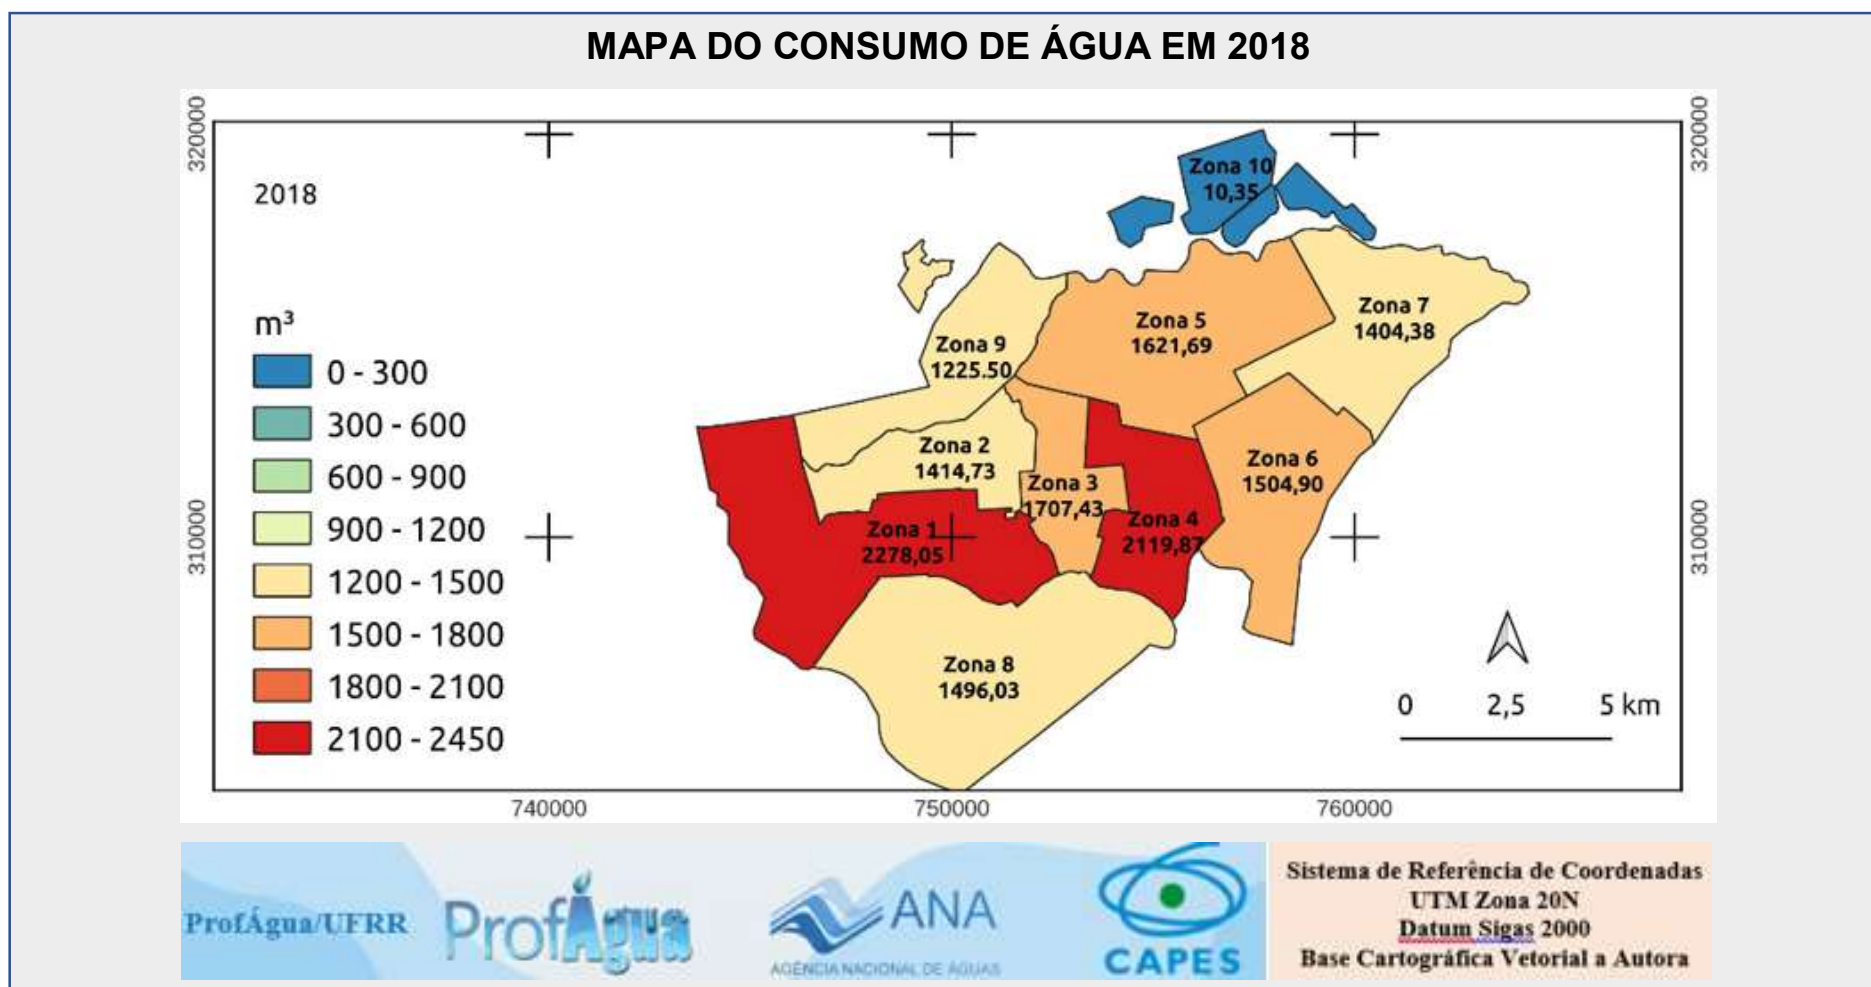 MAPA DO CONSUMO DE ÁGUA EM 2018
320000
320000
2018
Zona 10
10,35
Zona 7
1404,38
Zona 5
1621,69
Zona 9
1225.50
m³
0 - 300
300 - 600
600 - 900
900 - 1200
1200 - 1500
1500 - 1800
1800 - 2100
2100 - 2450
Zona 2
1414,73
Zona 6
1504,90
Zona 3
1707,43
Zona 4
2119,87
Zona 1
2278,05
310000
310000
Zona 8
1496,03
0 2,5 5 km
740000 750000 760000
ProfÁgua/UFRR
ProfÁgua
ANA
AGÊNCIA NACIONAL DE ÁGUAS
CAPES
Sistema de Referência de Coordenadas
UTM Zona 20N
Datum Sigas 2000
Base Cartográfica Vetorial a Autora